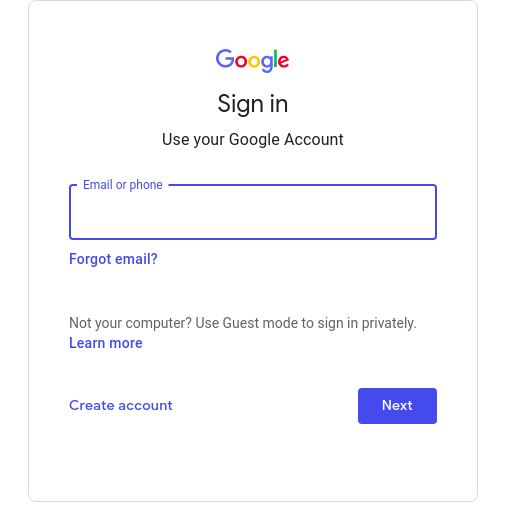 Google
Sign in
Use your Google Account
Email or phone
Forgot email?
Not your computer? Use Guest mode to sign in privately.
Learn more
Create account
Next